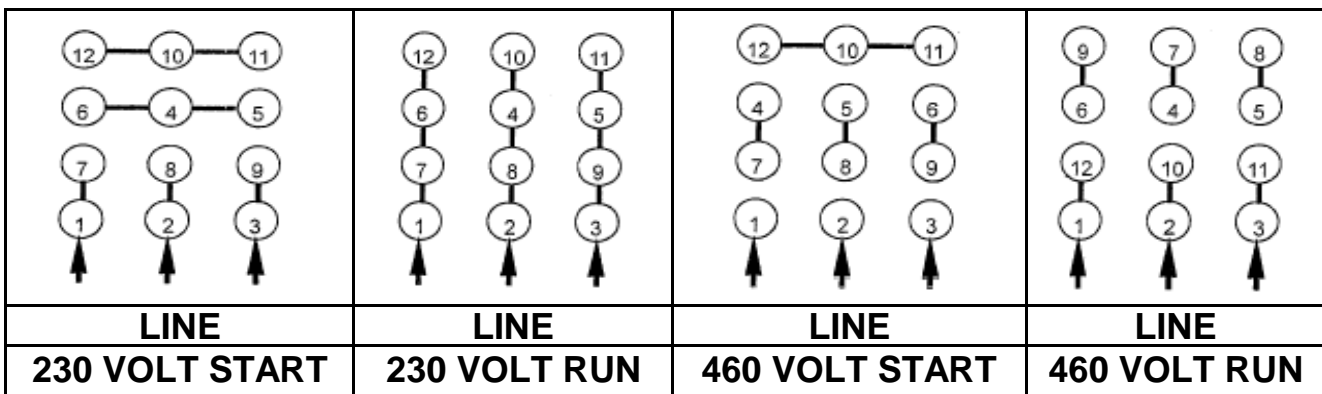 12 10 11
6 4 5
7 8 9
1 2 3
LINE
230 VOLT START
12 10 11
6 4 5
7 8 9
1 2 3
LINE
230 VOLT RUN
12 10 11
4 5 6
7 8 9
1 2 3
LINE
460 VOLT START
9 7 8
6 4 5
12 10 11
1 2 3
LINE
460 VOLT RUN